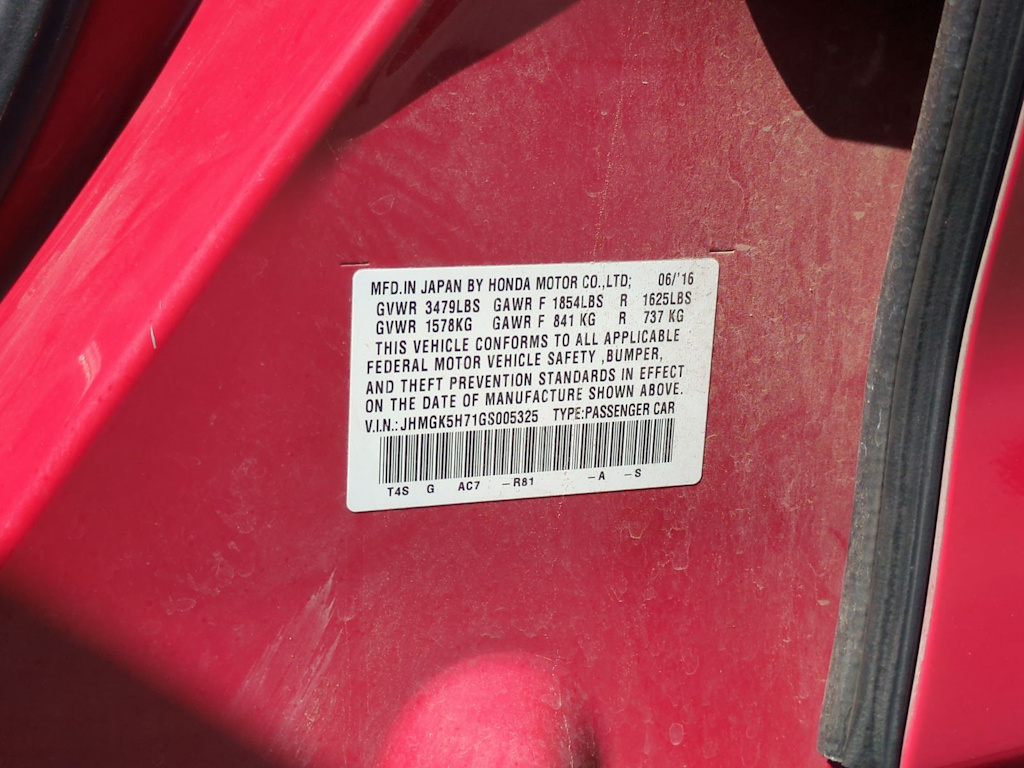 MFD.IN JAPAN BY HONDA MOTOR CO.,LTD; 06/'16
GVWR 3479LBS GAWR F 1854LBS R 1625LBS
GVWR 1578KG GAWR F 841 KG R 737 KG
THIS VEHICLE CONFORMS TO ALL APPLICABLE
FEDERAL MOTOR VEHICLE SAFETY ,BUMPER,
AND THEFT PREVENTION STANDARDS IN EFFECT
ON THE DATE OF MANUFACTURE SHOWN ABOVE.
V.I.N.:JHMGK5H71GS005325 TYPE:PASSENGER CAR
T4S G AC7 -R81 -A -S